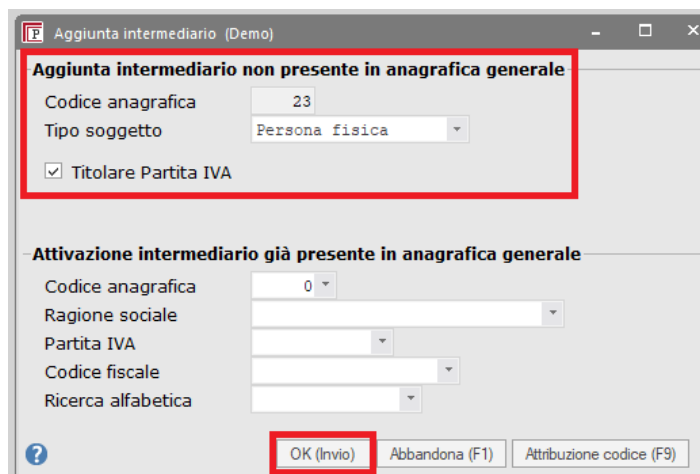 Aggiunta intermediario (Demo)
Aggiunta intermediario non presente in anagrafica generale
Codice anagrafica 23
Tipo soggetto Persona fisica
Titolare Partita IVA
Attivazione intermediario già presente in anagrafica generale
Codice anagrafica 0
Ragione sociale
Partita IVA
Codice fiscale
Ricerca alfabetica
? OK (Invio) Abbandona (F1) Attribuzione codice (F9)